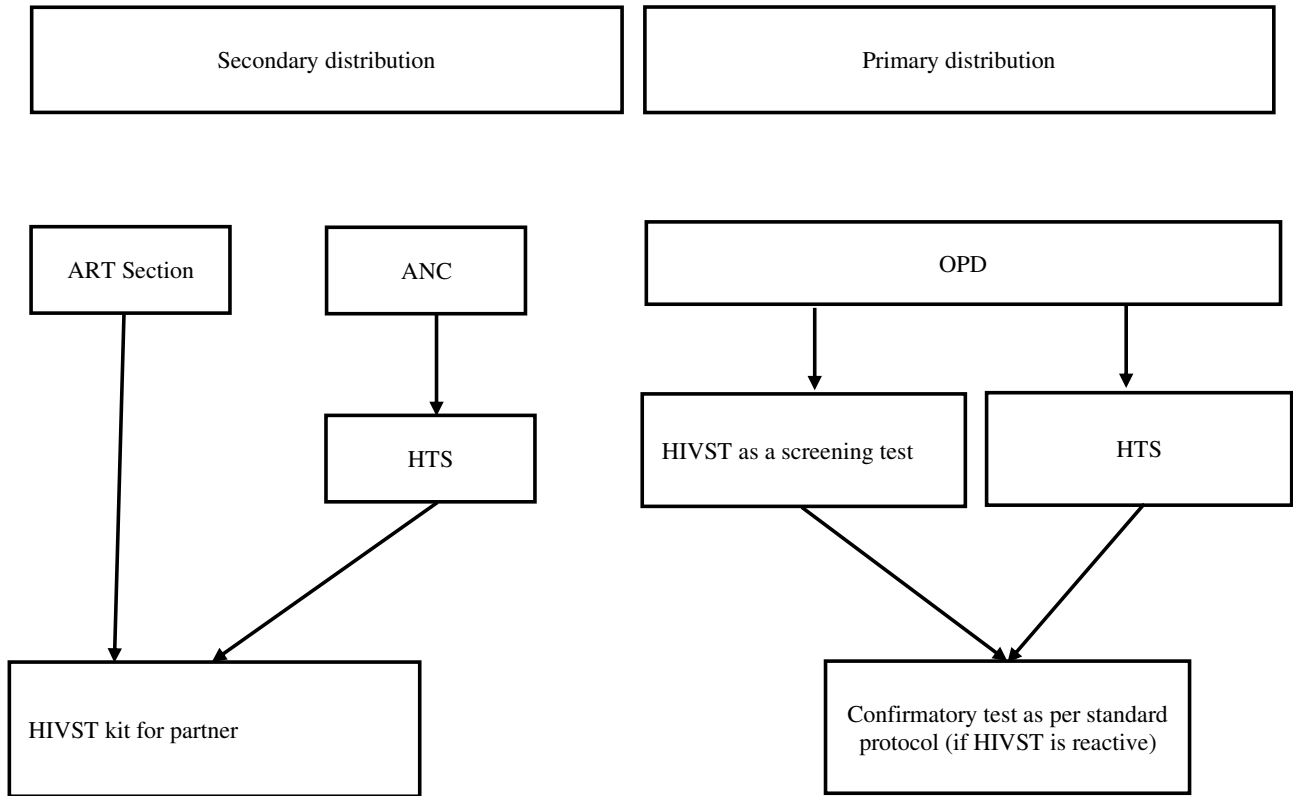 Secondary distribution
Primary distribution
ART Section
ANC
OPD
HIVST as a screening test
HTS
HTS
HIVST kit for partner
Confirmatory test as per standard
protocol (if HIVST is reactive)